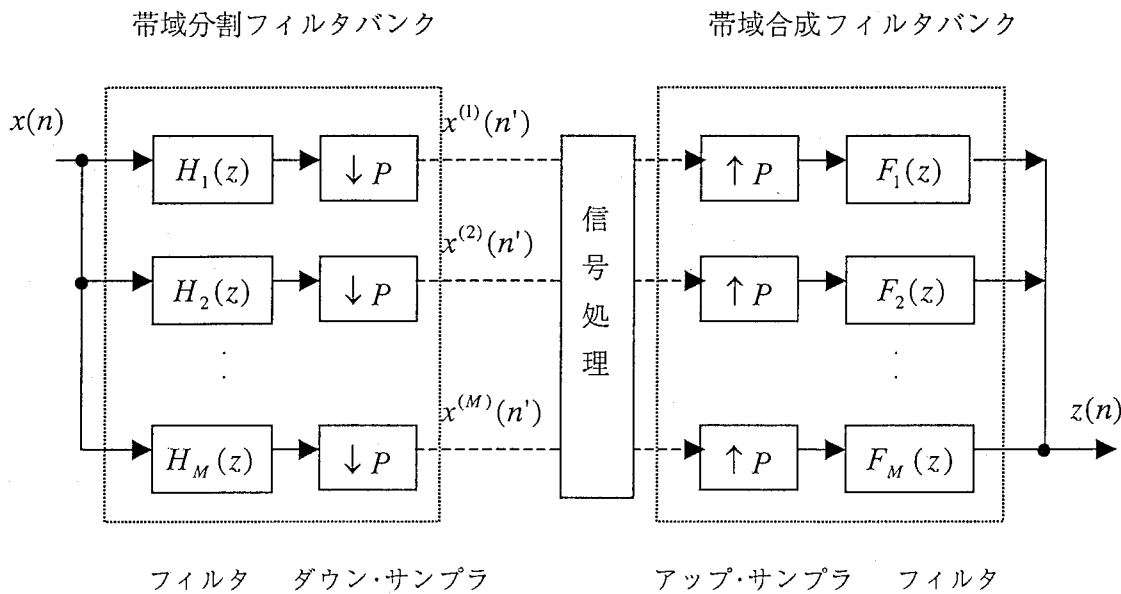 帯域分割フィルタバンク
帯域合成フィルタバンク
x(n)
x^{(1)}(n')
H_1(z)
↓P
↑P
F_1(z)
x^{(2)}(n')
H_2(z)
↓P
↑P
F_2(z)
信号処理
x^{(M)}(n')
H_M(z)
↓P
↑P
F_M(z)
z(n)
フィルタ
ダウン・サンプラ
アップ・サンプラ
フィルタ